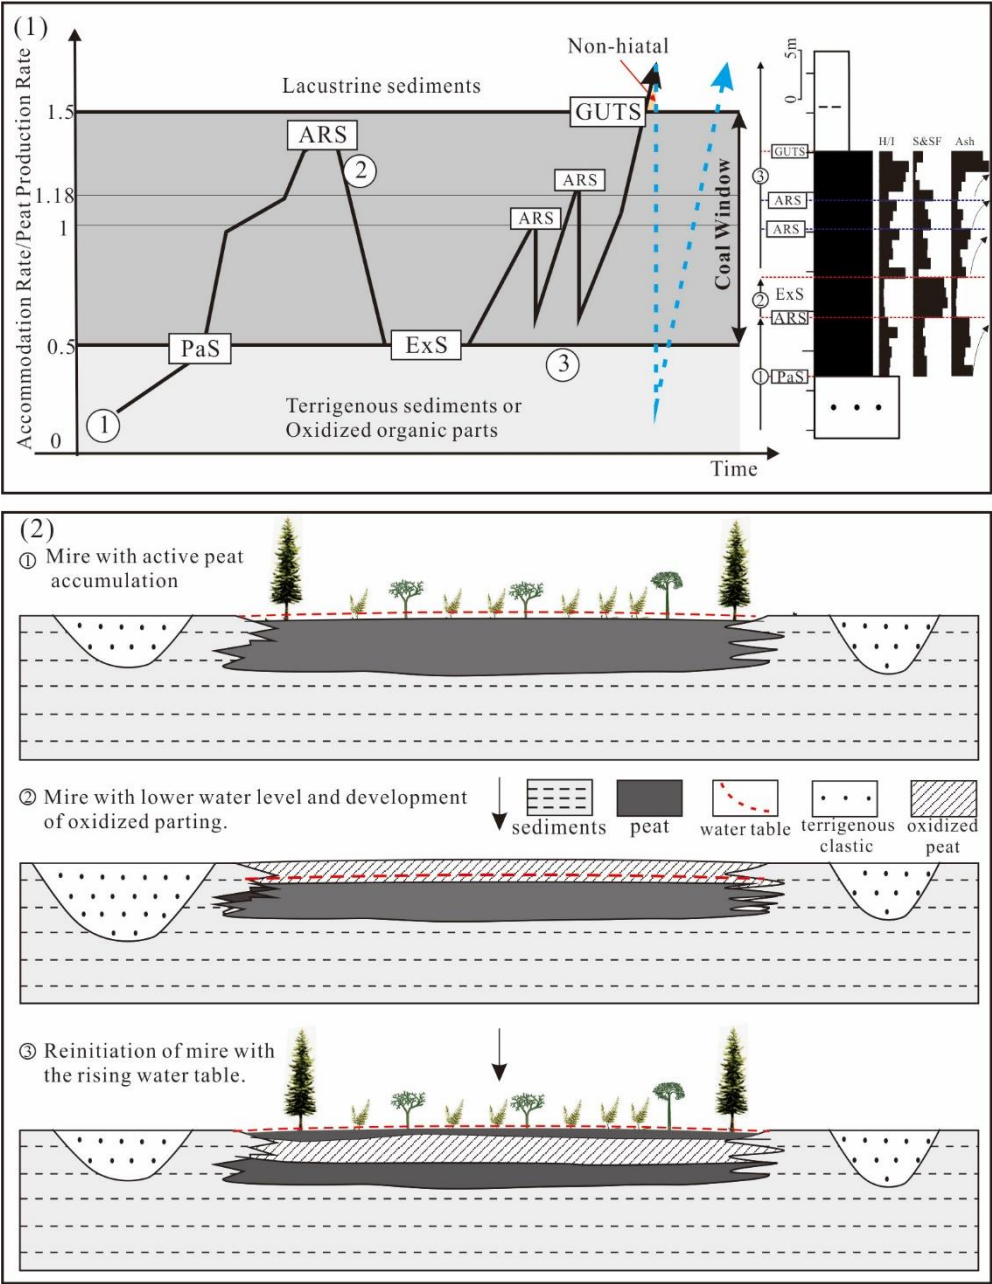 (1)
Accommodation Rate/Peat Production Rate
1.5
1.18
1
0.5
0
Lacustrine sediments
Non-hiatal
GUTS
ARS
②
ARS
ARS
PaS
ExS
③
①
Terrigenous sediments or
Oxidized organic parts
Coal Window
Time
5m
0
H/I
S&SF
Ash
GUTS
③
ARS
ARS
②
ExS
ARS
①
PaS
(2)
① Mire with active peat
accumulation
② Mire with lower water level and development
of oxidized parting.
sediments
peat
water table
terrigenous
clastic
oxidized
peat
③ Reinitiation of mire with
the rising water table.